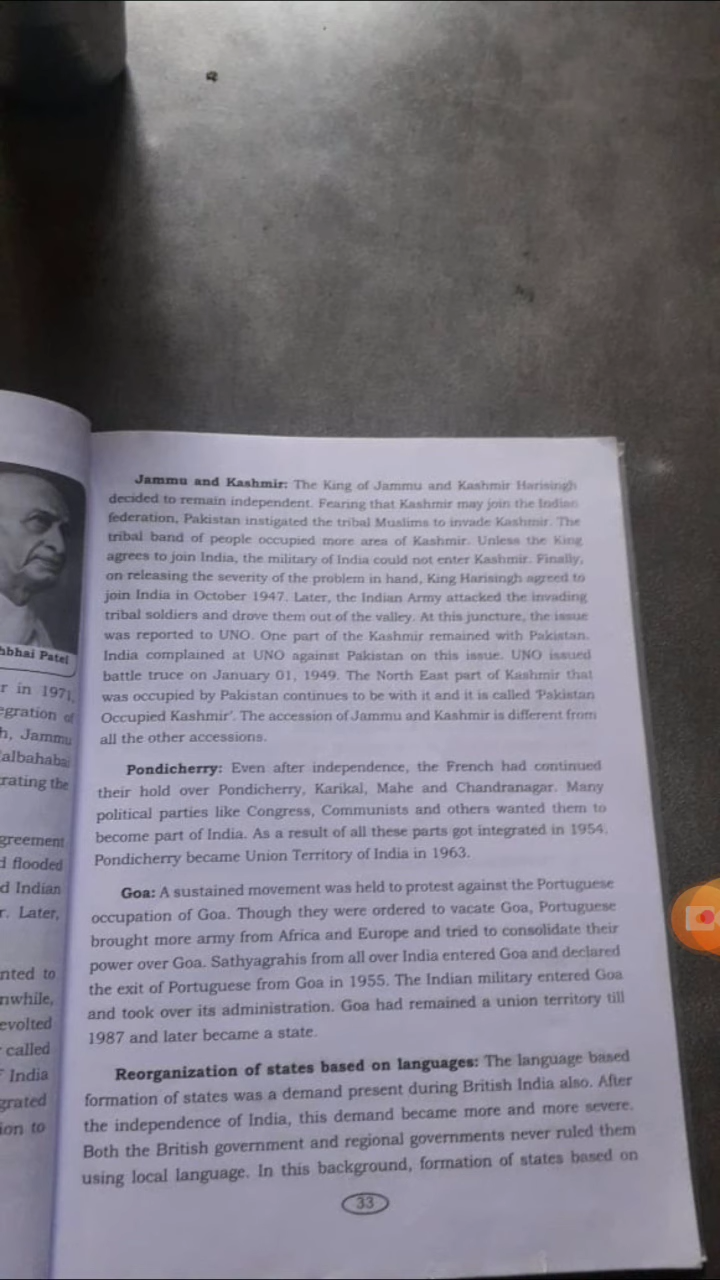 hbhai Patel
r in 1971,
egration of
h, Jammu
albahabai
rating the
greement
d flooded
d Indian
r. Later,
nted to
nwhile,
evolted
called
India
grated
ion to
Jammu and Kashmir: The King of Jammu and Kashmir Harisingh
decided to remain independent. Fearing that Kashmir may join the Indian
federation, Pakistan instigated the tribal Muslims to invade Kashmir. The
tribal band of people occupied more area of Kashmir. Unless the King
agrees to join India, the military of India could not enter Kashmir. Finally,
on releasing the severity of the problem in hand, King Harisingh agreed to
join India in October 1947. Later, the Indian Army attacked the invading
tribal soldiers and drove them out of the valley. At this juncture, the issue
was reported to UNO. One part of the Kashmir remained with Pakistan.
India complained at UNO against Pakistan on this issue. UNO issued
battle truce on January 01, 1949. The North East part of Kashmir that
was occupied by Pakistan continues to be with it and it is called 'Pakistan
Occupied Kashmir'. The accession of Jammu and Kashmir is different from
all the other accessions.
Pondicherry: Even after independence, the French had continued
their hold over Pondicherry, Karikal, Mahe and Chandranagar. Many
political parties like Congress, Communists and others wanted them to
become part of India. As a result of all these parts got integrated in 1954.
Pondicherry became Union Territory of India in 1963.
Goa: A sustained movement was held to protest against the Portuguese
occupation of Goa. Though they were ordered to vacate Goa, Portuguese
brought more army from Africa and Europe and tried to consolidate their
power over Goa. Sathyagrahis from all over India entered Goa and declared
the exit of Portuguese from Goa in 1955. The Indian military entered Goa
and took over its administration. Goa had remained a union territory till
1987 and later became a state.
Reorganization of states based on languages: The language based
formation of states was a demand present during British India also. After
the independence of India, this demand became more and more severe.
Both the British government and regional governments never ruled them
using local language. In this background, formation of states based on
33